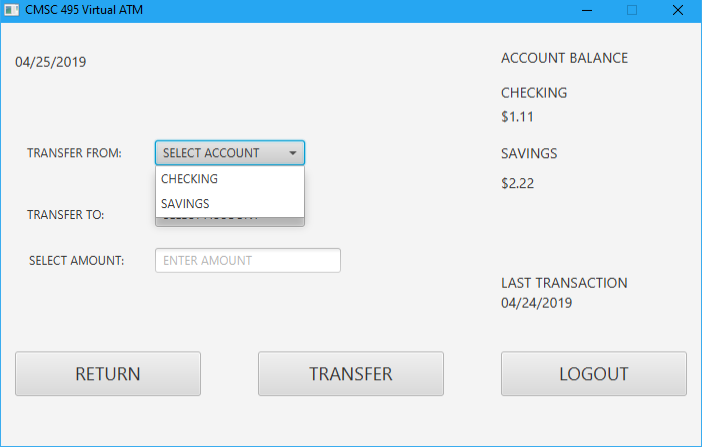 CMSC 495 Virtual ATM
04/25/2019
ACCOUNT BALANCE
CHECKING
$1.11
SAVINGS
$2.22
TRANSFER FROM:
SELECT ACCOUNT
CHECKING
SAVINGS
TRANSFER TO:
SELECT AMOUNT:
ENTER AMOUNT
LAST TRANSACTION
04/24/2019
RETURN
TRANSFER
LOGOUT